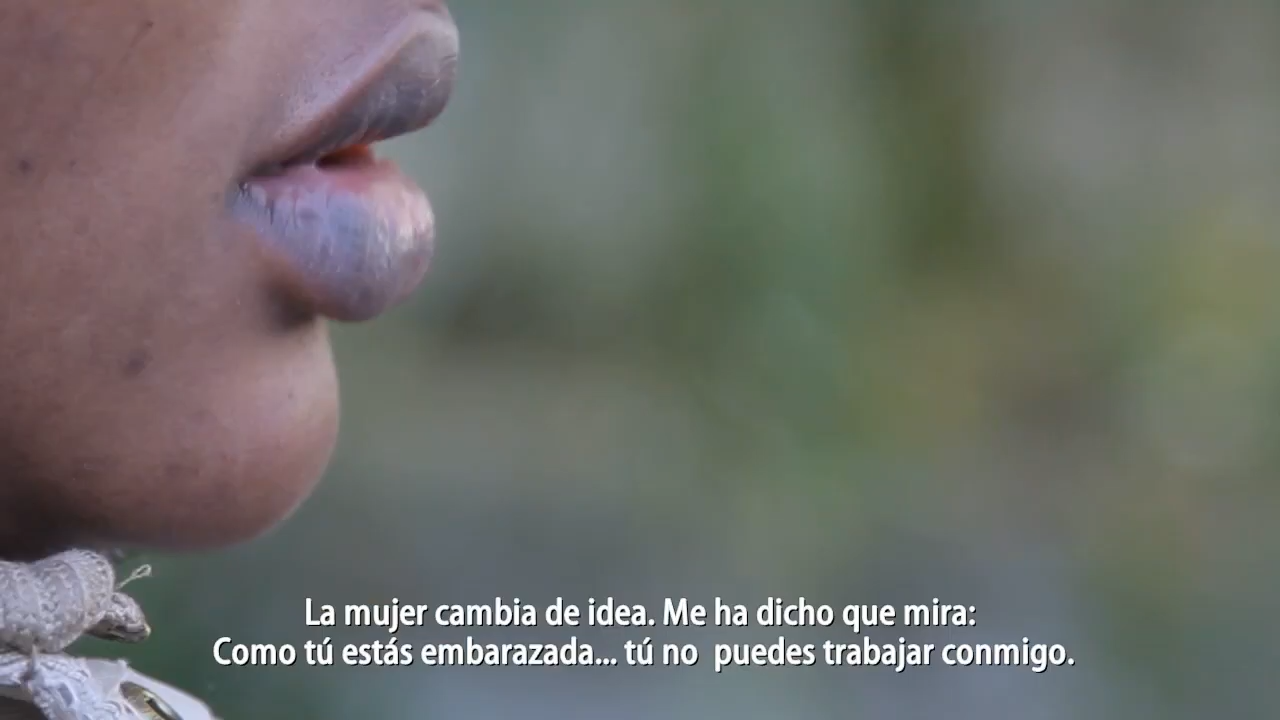 La mujer cambia de idea. Me ha dicho que mira:
Como tú estás embarazada... tú no  puedes trabajar conmigo.